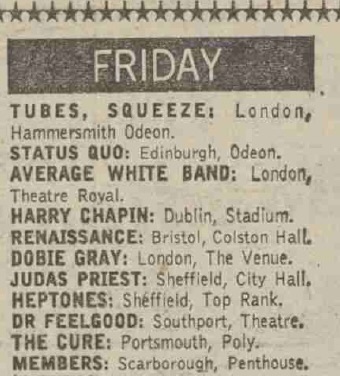 FRIDAY
TUBES, SQUEEZE: London,
Hammersmith Odeon.
STATUS QUO: Edinburgh, Odeon.
AVERAGE WHITE BAND: London,
Theatre Royal.
HARRY CHAPIN: Dublin, Stadium.
RENAISSANCE: Bristol, Colston Hall.
DOBIE GRAY: London, The Venue.
JUDAS PRIEST: Sheffield, City Hall.
HEPTONES: Sheffield, Top Rank.
DR FEELGOOD: Southport, Theatre.
THE CURE: Portsmouth, Poly.
MEMBERS: Scarborough, Penthouse.